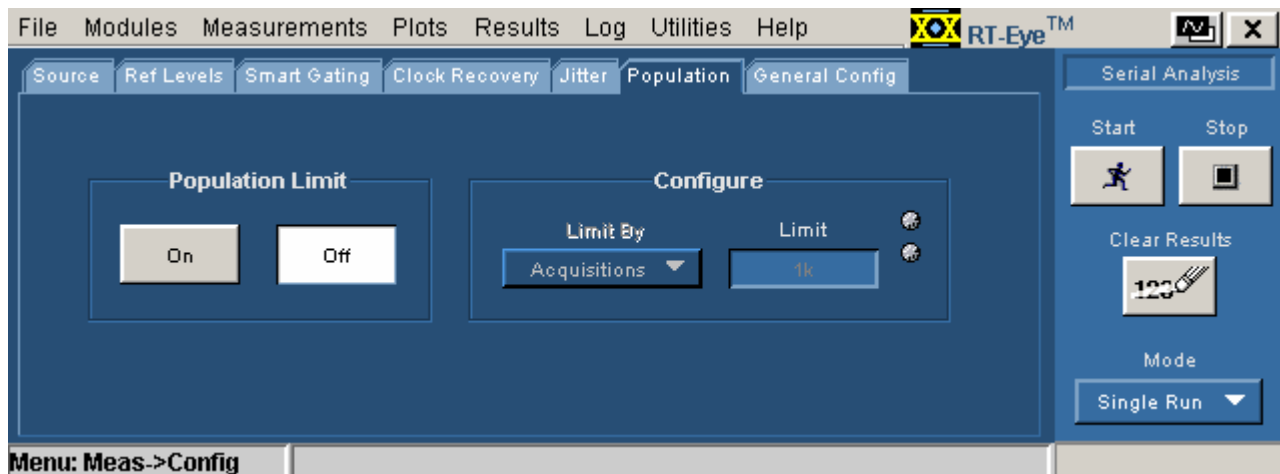 File Modules Measurements Plots Results Log Utilities Help RT-Eye™
Source Ref Levels Smart Gating Clock Recovery Jitter Population General Config
Serial Analysis
Start Stop
Population Limit
On Off
Configure
Limit By Limit
Acquisitions 1k
Clear Results
123
Mode
Single Run
Menu: Meas->Config